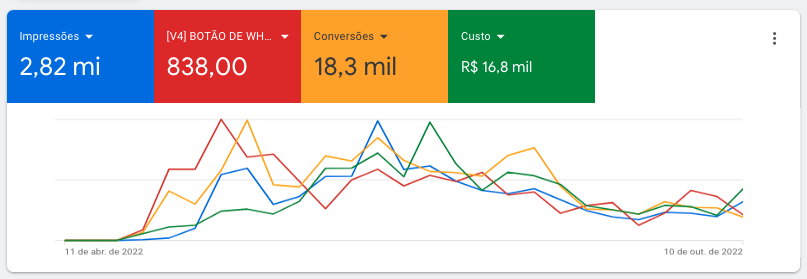 Impressões
2,82 mi
[V4] BOTÃO DE WH...
838,00
Conversões
18,3 mil
Custo
R$ 16,8 mil
11 de abr. de 2022
10 de out. de 2022